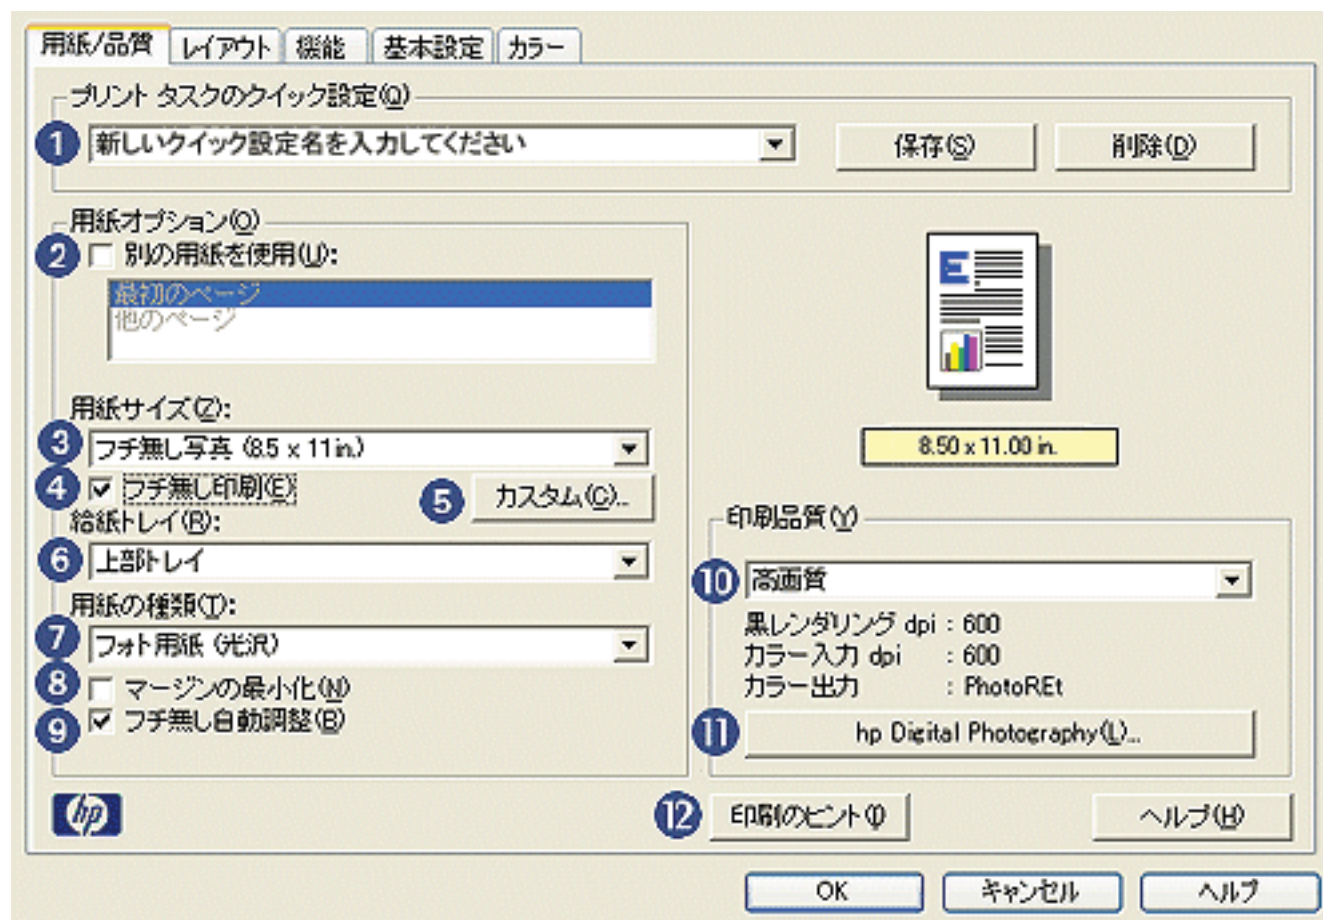 用紙/品質 レイアウト 機能 基本設定 カラー
プリント タスクのクイック設定(Q)
1 新しいクイック設定名を入力してください 保存(S) 削除(D)
用紙オプション(O)
2 別の用紙を使用(U):
最初のページ
他のページ
E
用紙サイズ(Z):
3 フチ無し写真 (8.5 x 11 in.)
8.50 x 11.00 in.
4 フチ無し印刷(E)
5 カスタム(C)...
給紙トレイ(R):
6 上部トレイ
用紙の種類(T):
7 フォト用紙 (光沢)
8 マージンの最小化(N)
9 フチ無し自動調整(B)
印刷品質(Y)
10 高画質
黒レンダリング dpi : 600
カラー入力 dpi : 600
カラー出力 : PhotoREt
11 hp Digital Photography(L)...
hp
12 印刷のヒント(I) ヘルプ(H)
OK キャンセル ヘルプ